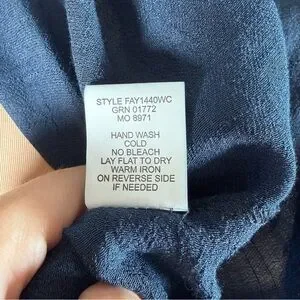 STYLE FAY1440WC
GRN 01772
MO 8971
HAND WASH
COLD
NO BLEACH
LAY FLAT TO DRY
WARM IRON
ON REVERSE SIDE
IF NEEDED